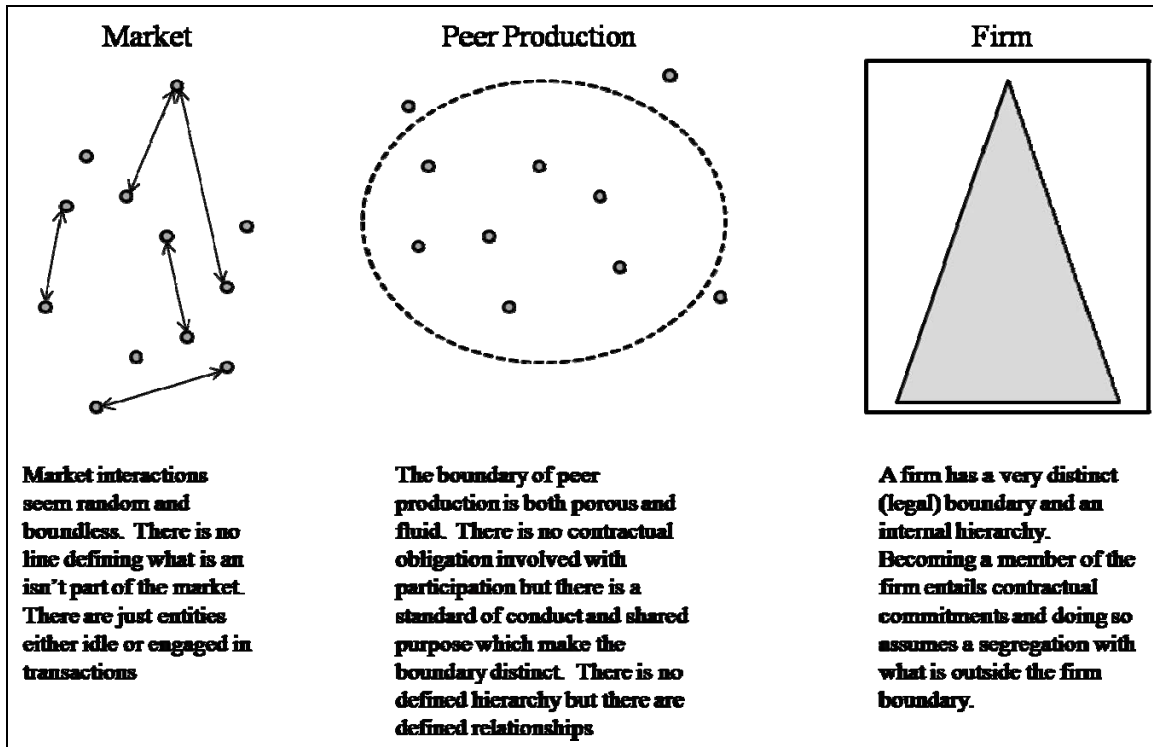 Market
Peer Production
Firm
Market interactions
seem random and
boundless. There is no
line defining what is an
isn't part of the market.
There are just entities
either idle or engaged in
transactions
The boundary of peer
production is both porous and
fluid. There is no contractual
obligation involved with
participation but there is a
standard of conduct and shared
purpose which make the
boundary distinct. There is no
defined hierarchy but there are
defined relationships
A firm has a very distinct
(legal) boundary and an
internal hierarchy.
Becoming a member of the
firm entails contractual
commitments and doing so
assumes a segregation with
what is outside the firm
boundary.